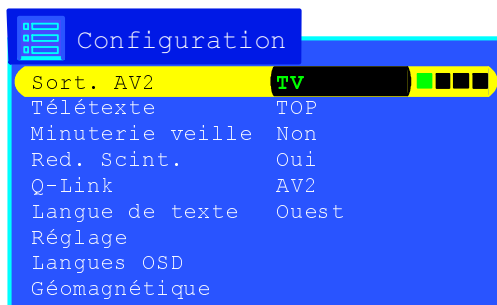 Configuration
Sort. AV2 TV
Télétexte TOP
Minuterie veille Non
Red. Scint. Oui
Q-Link AV2
Langue de texte Ouest
Réglage
Langues OSD
Géomagnétique